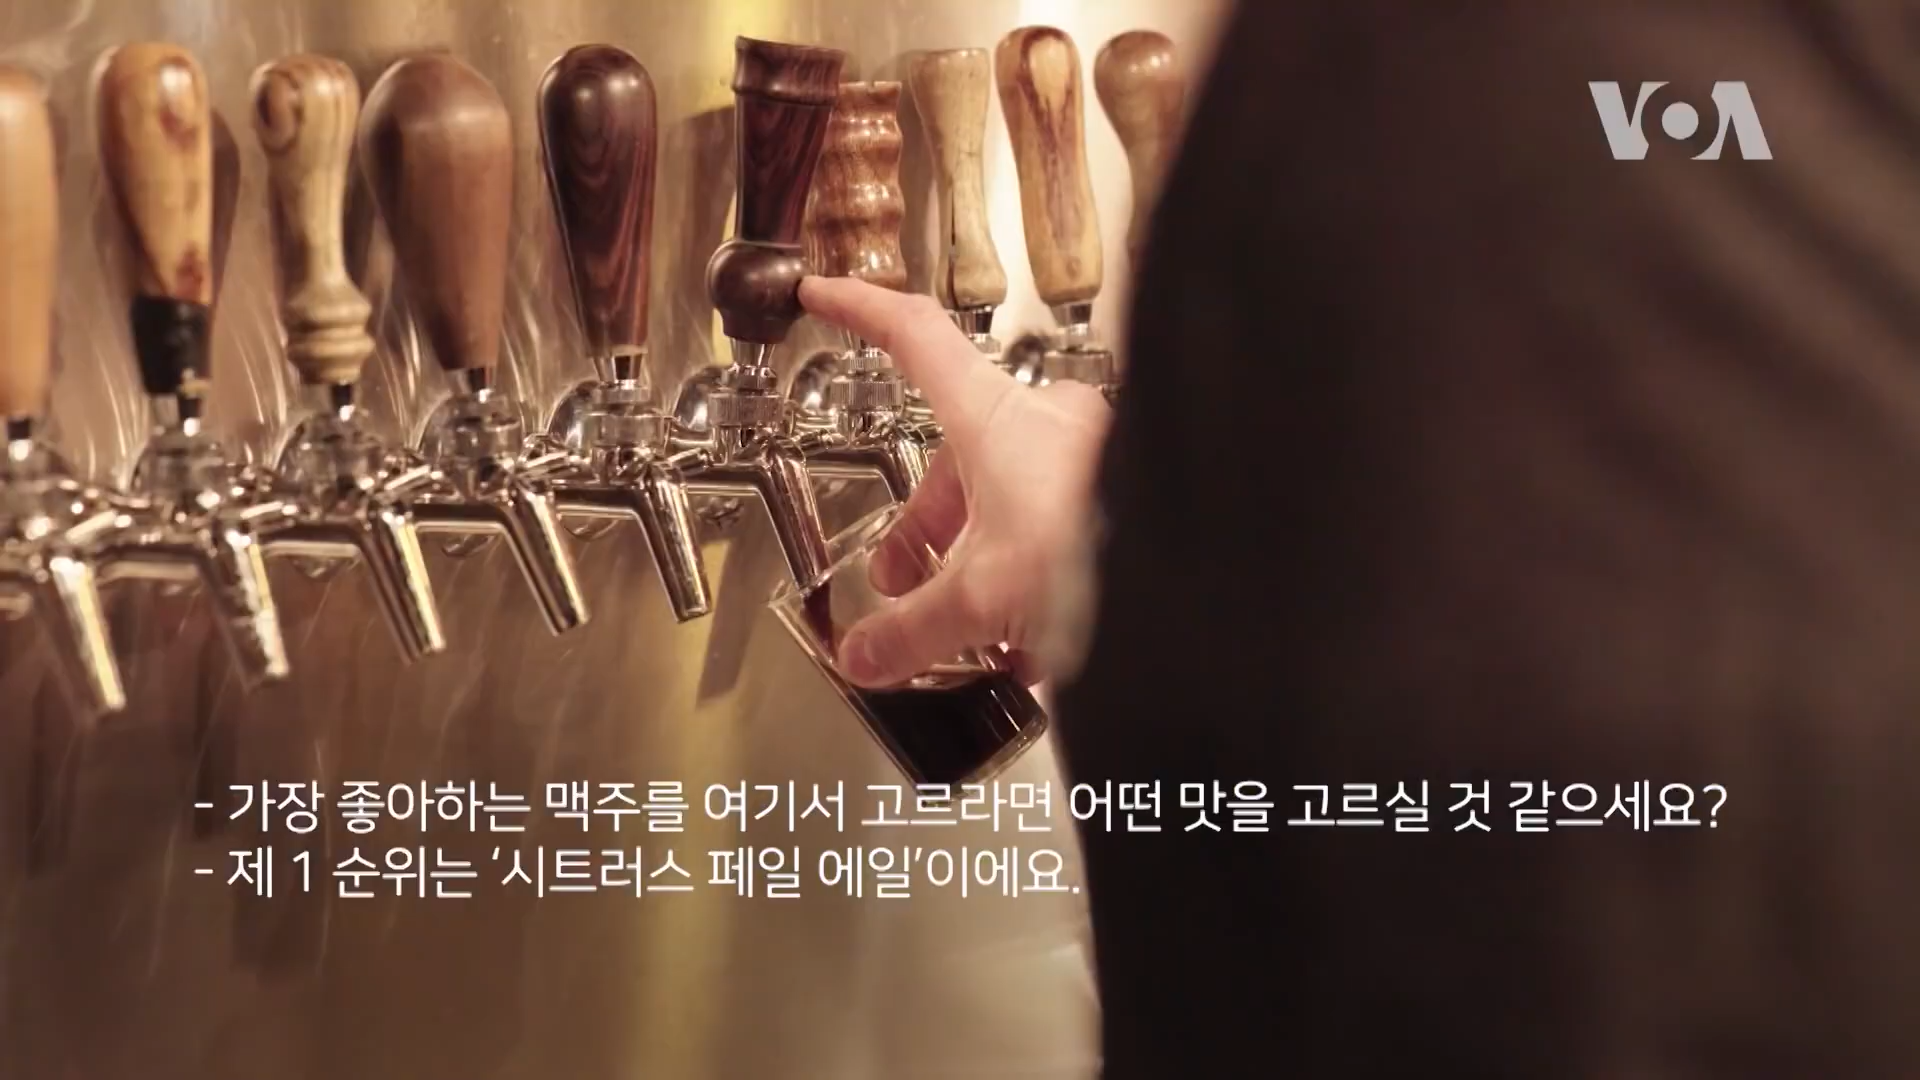 VOA
- 가장 좋아하는 맥주를 여기서 고르라면 어떤 맛을 고르실 것 같으세요?
- 제 1 순위는 ‘시트러스 페일 에일’이에요.